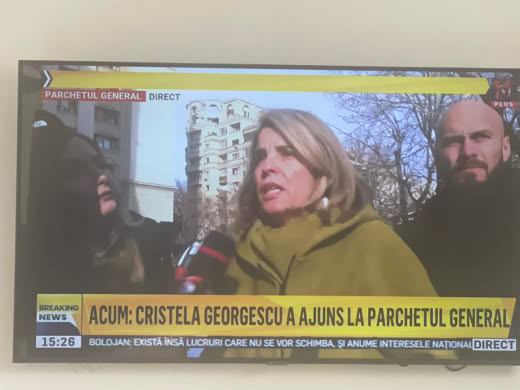 PARCHETUL GENERAL DIRECT
PLUS
BREAKING NEWS
ACUM: CRISTELA GEORGESCU A AJUNS LA PARCHETUL GENERAL
15:26 BOLOJAN: EXISTĂ ÎNSĂ LUCRURI CARE NU SE VOR SCHIMBA, ȘI ANUME INTERESELE NAȚIONAL DIRECT